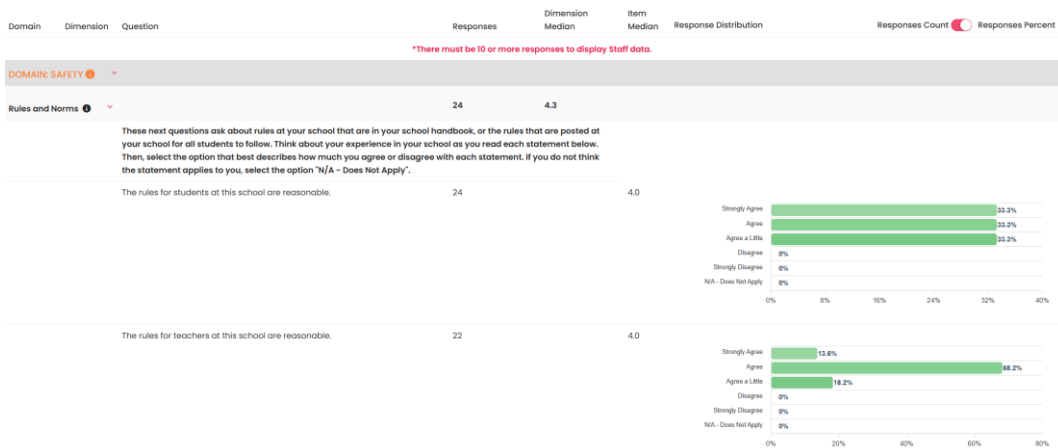 Domain Dimension Question Responses Dimension Median Item Median Response Distribution Responses Count Responses Percent
*There must be 10 or more responses to display Staff data.
DOMAIN: SAFETY
Rules and Norms 24 4.3
These next questions ask about rules at your school that are in your school handbook, or the rules that are posted at
your school for all students to follow. Think about your experience in your school as you read each statement below.
Then, select the option that best describes how much you agree or disagree with each statement. If you do not think
the statement applies to you, select the option "N/A - Does Not Apply".
The rules for students at this school are reasonable. 24 4.0
Strongly Agree 33.3%
Agree 33.3%
Agree a Little 33.3%
Disagree 0%
Strongly Disagree 0%
N/A - Does Not Apply 0%
0% 8% 16% 24% 32% 40%
The rules for teachers at this school are reasonable. 22 4.0
Strongly Agree 13.6%
Agree 68.2%
Agree a Little 18.2%
Disagree 0%
Strongly Disagree 0%
N/A - Does Not Apply 0%
0% 20% 40% 60% 80%